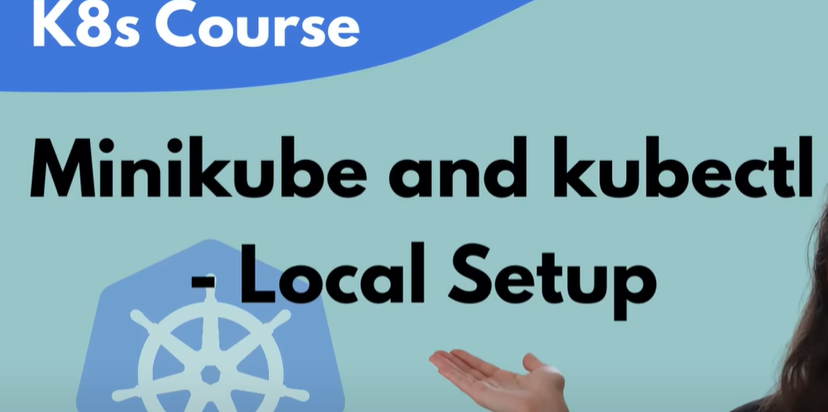 K8s Course
Minikube and kubectl
- Local Setup